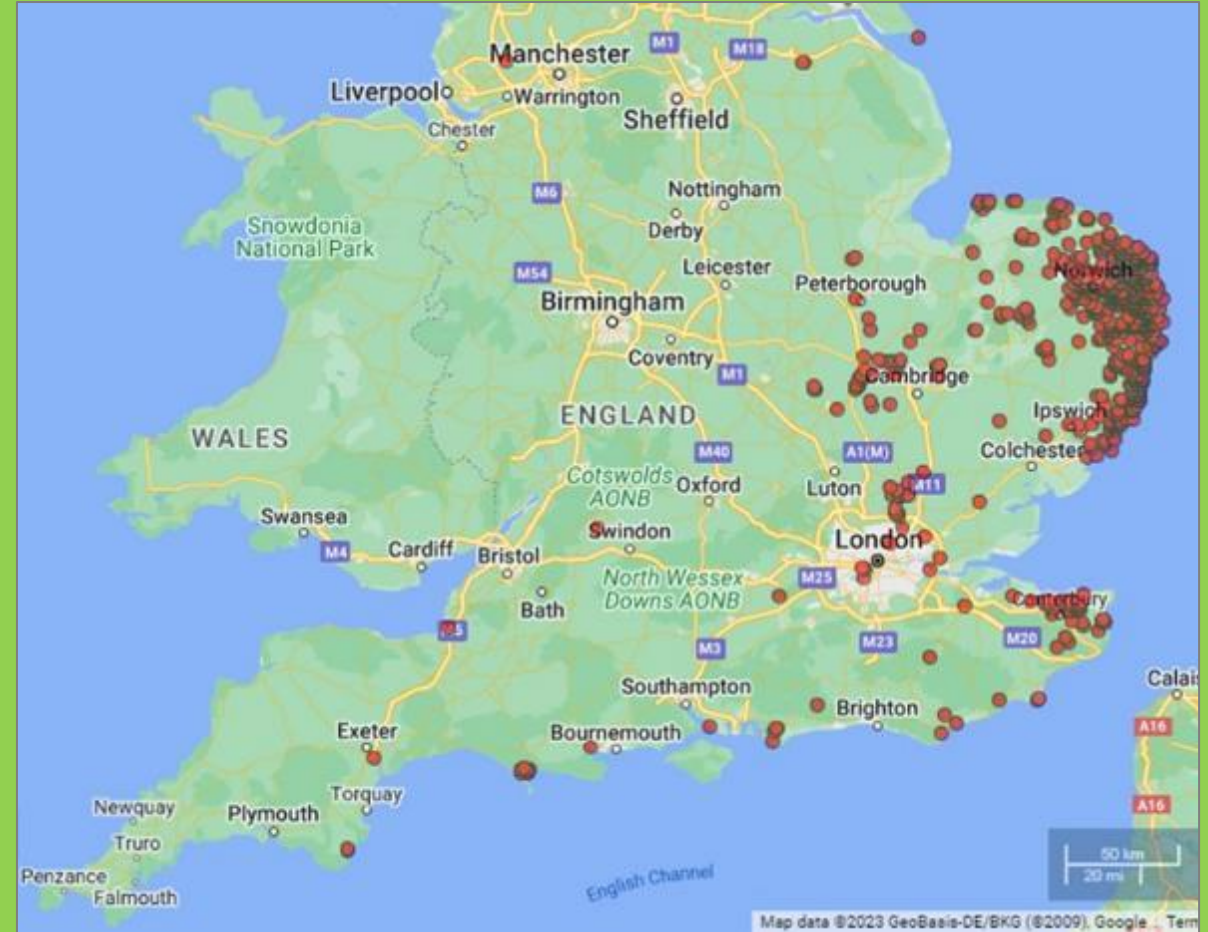 M1
M18
Manchester
Liverpool
Warrington
Sheffield
Chester
M6
Nottingham
Derby
Snowdonia
National Park
M54
Leicester
Norwich
Peterborough
Birmingham
Coventry
M1
Cambridge
ENGLAND
Ipswich
WALES
M40
A1(M)
Colchester
Cotswolds
AONB
Oxford
Luton
M11
Swansea
Swindon
London
M4
Cardiff
Bristol
North Wessex
Downs AONB
M25
Bath
Canterbury
M5
M3
M23
M20
Southampton
Calais
Brighton
Exeter
Bournemouth
A16
Torquay
Newquay
Plymouth
A16
Truro
Penzance
Falmouth
English Channel
50 km
20 mi
Map data ©2023 GeoBasis-DE/BKG (©2009), Google
Term